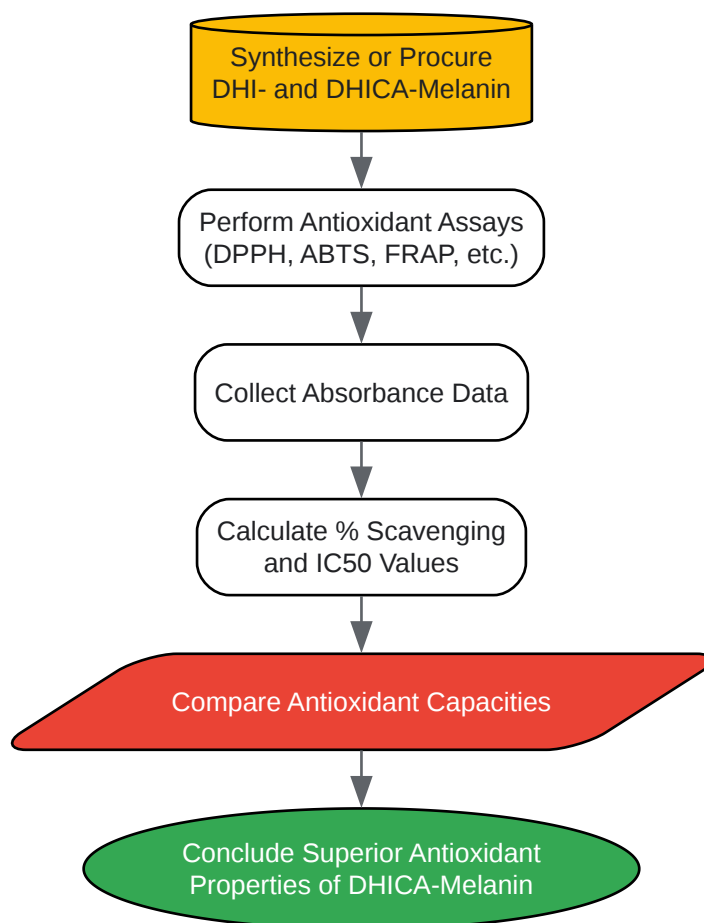 Synthesize or Procure
DHI- and DHICA-Melanin
Perform Antioxidant Assays
(DPPH, ABTS, FRAP, etc.)
Collect Absorbance Data
Calculate % Scavenging
and IC50 Values
Compare Antioxidant Capacities
Conclude Superior Antioxidant
Properties of DHICA-Melanin